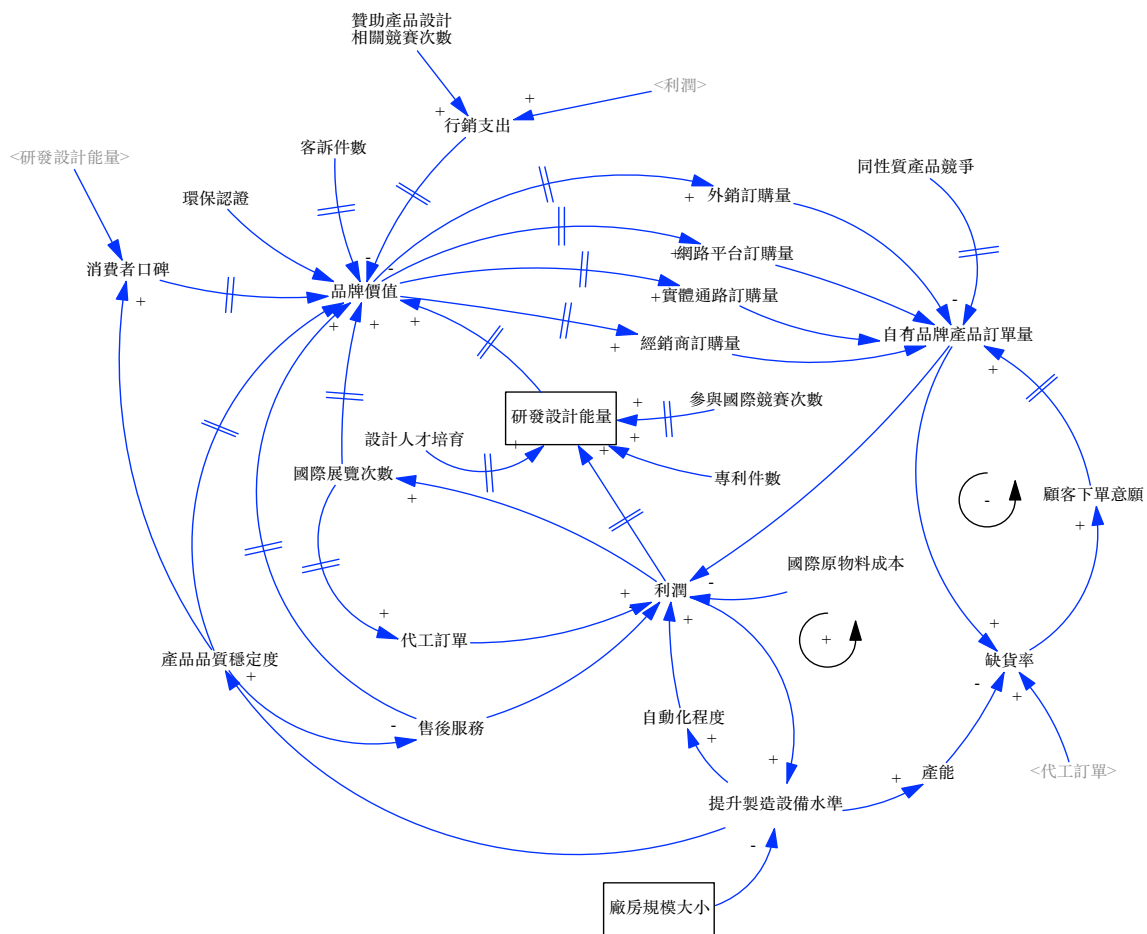 贊助產品設計
相關競賽次數
<利潤>
行銷支出
客訴件數
<研發設計能量>
同性質產品競爭
環保認證
外銷訂購量
網路平台訂購量
消費者口碑
品牌價值
實體通路訂購量
自有品牌產品訂單量
經銷商訂購量
研發設計能量
參與國際競賽次數
設計人才培育
國際展覽次數
專利件數
顧客下單意願
國際原物料成本
利潤
代工訂單
產品品質穩定度
缺貨率
自動化程度
售後服務
產能
<代工訂單>
提升製造設備水準
廠房規模大小